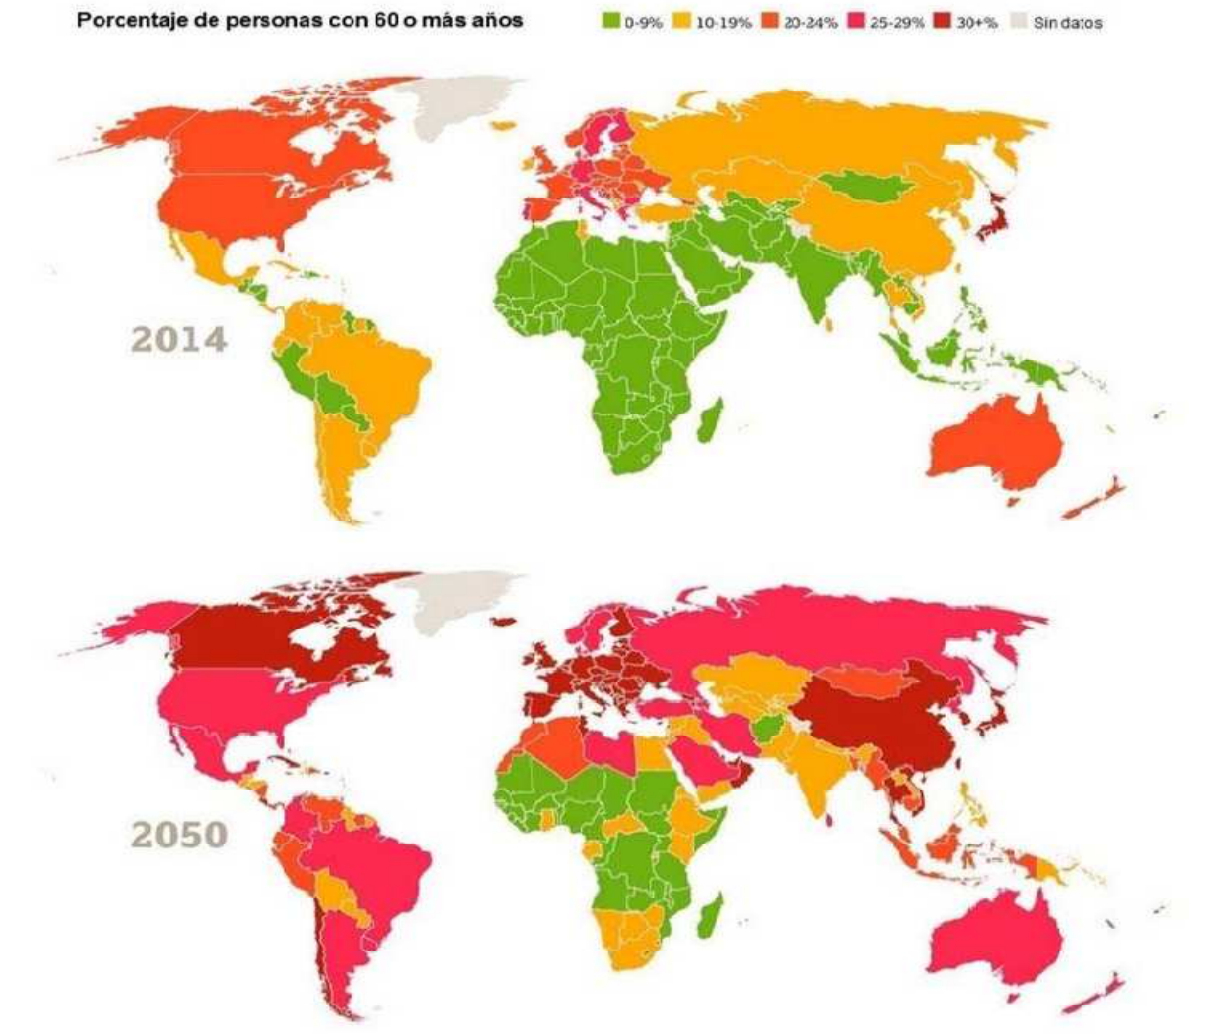 Porcentaje de personas con 60 o más años
0-9% 10-19% 20-24% 25-29% 30+% Sin datos
2014
2050